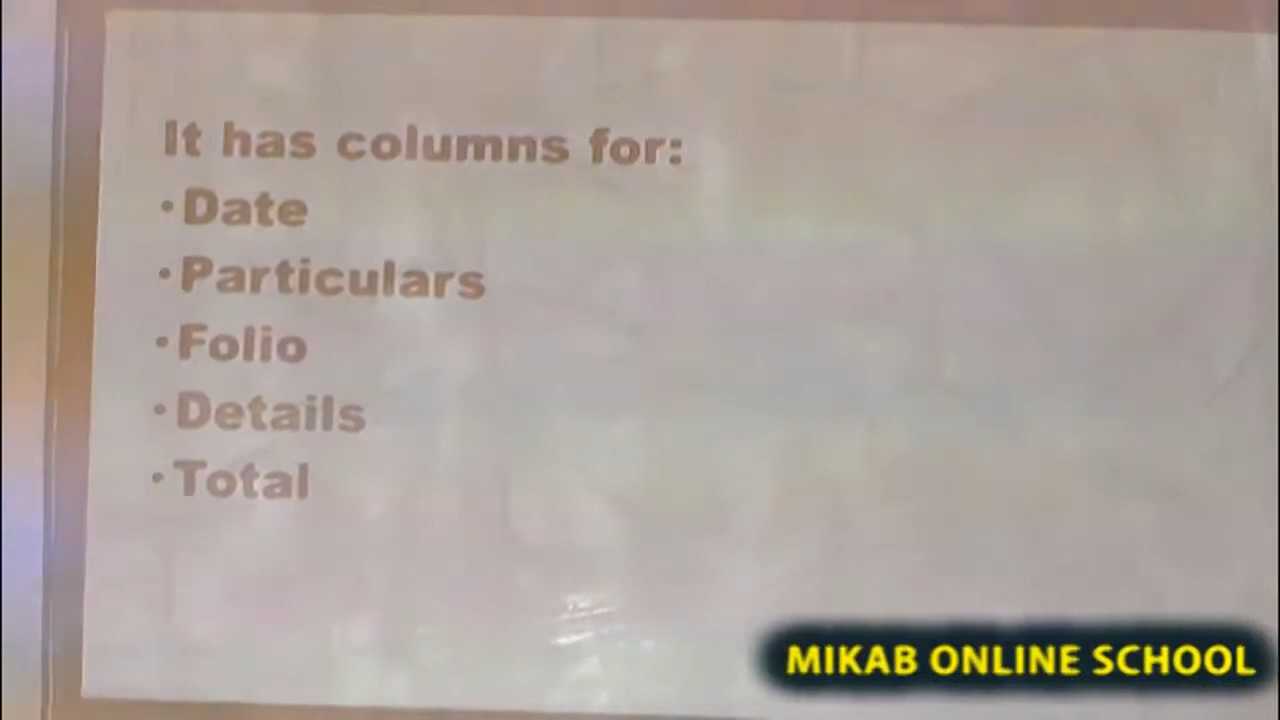 It has columns for:
•Date
•Particulars
•Folio
•Details
•Total
MIKAB ONLINE SCHOOL